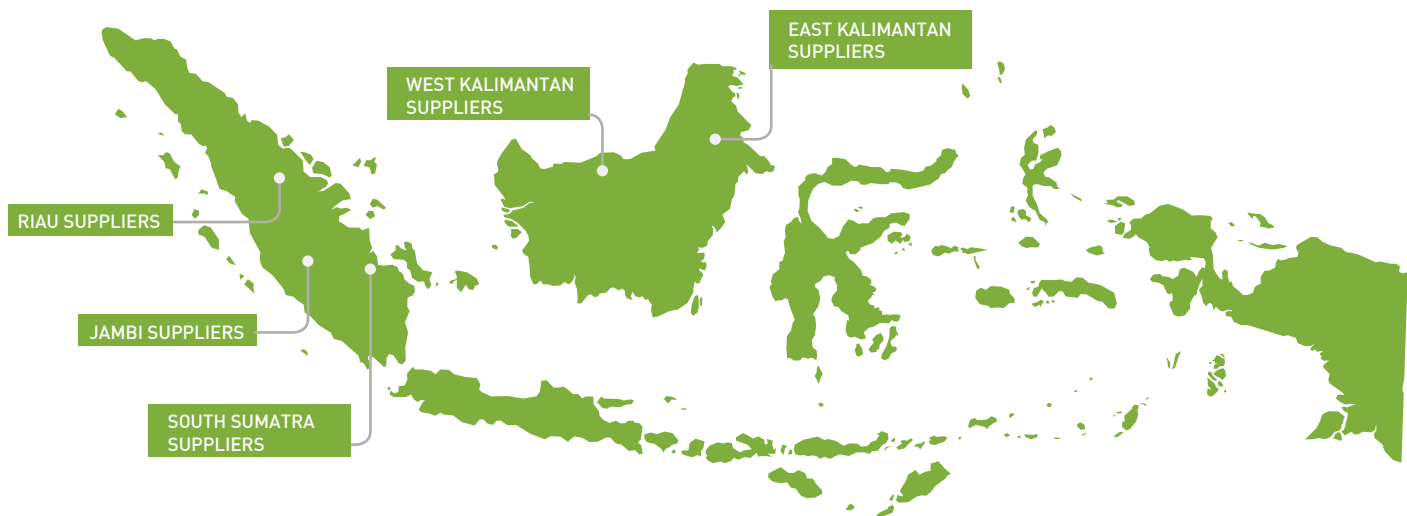 EAST KALIMANTAN
SUPPLIERS
WEST KALIMANTAN
SUPPLIERS
RIAU SUPPLIERS
JAMBI SUPPLIERS
SOUTH SUMATRA
SUPPLIERS